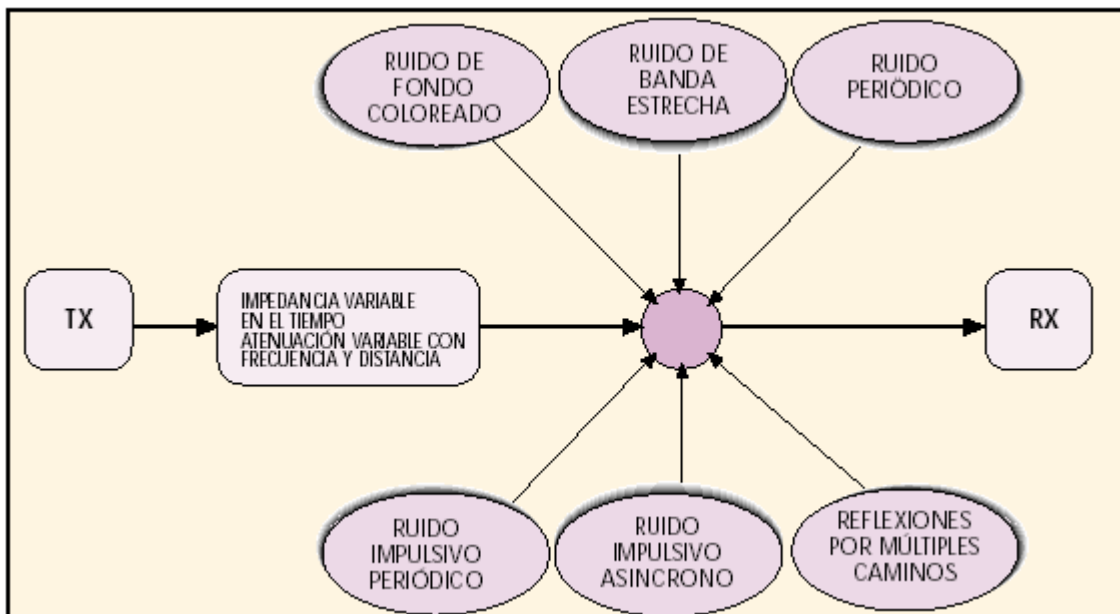 RUIDO DE
FONDO
COLOREADO
RUIDO DE
BANDA
ESTRECHA
RUIDO
PERIÓDICO
TX
IMPEDANCIA VARIABLE
EN EL TIEMPO
ATENUACIÓN VARIABLE CON
FRECUENCIA Y DISTANCIA
RX
RUIDO
IMPULSIVO
PERIÓDICO
RUIDO
IMPULSIVO
ASINCRONO
REFLEXIONES
POR MÚLTIPLES
CAMINOS